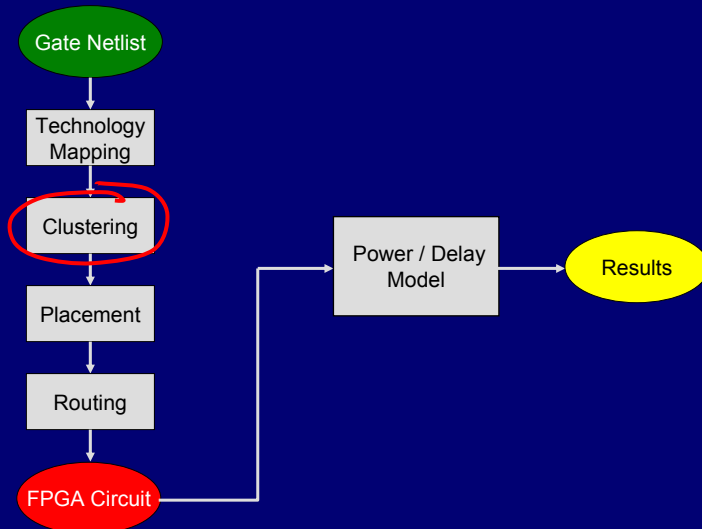 Gate Netlist
Technology
Mapping
Clustering
Placement
Routing
FPGA Circuit
Power / Delay
Model
Results